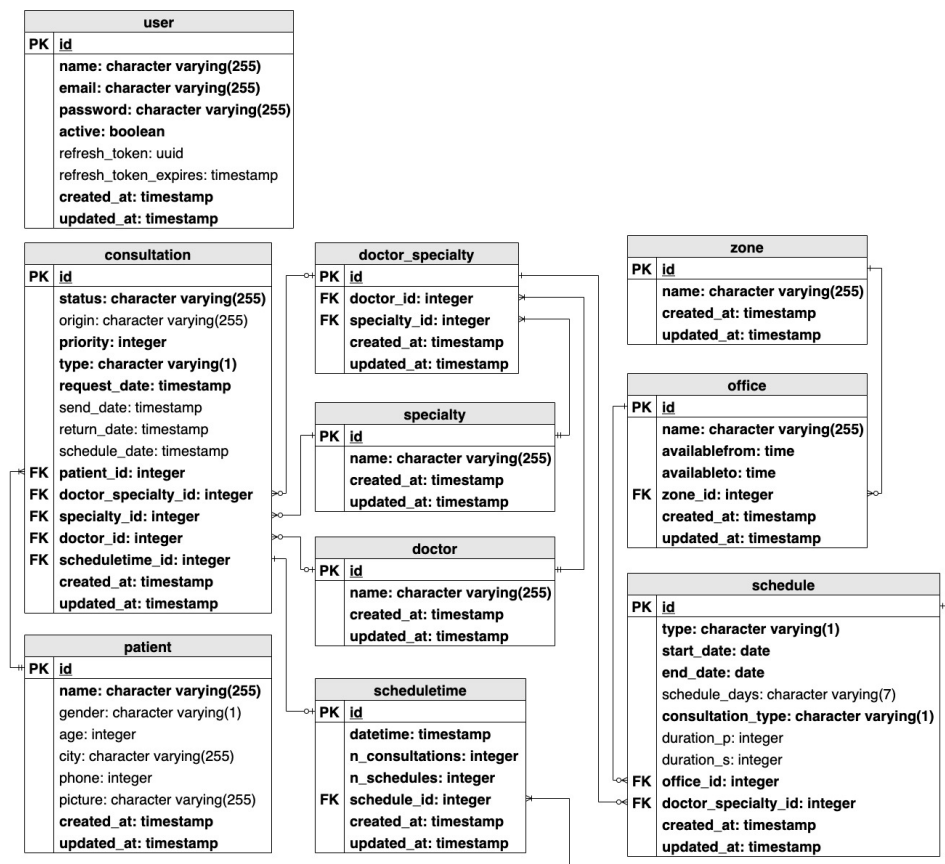 user
PK id
name: character varying(255)
email: character varying(255)
password: character varying(255)
active: boolean
refresh_token: uuid
refresh_token_expires: timestamp
created_at: timestamp
updated_at: timestamp
consultation
PK id
status: character varying(255)
origin: character varying(255)
priority: integer
type: character varying(1)
request_date: timestamp
send_date: timestamp
return_date: timestamp
schedule_date: timestamp
FK patient_id: integer
FK doctor_specialty_id: integer
FK specialty_id: integer
FK doctor_id: integer
FK scheduletime_id: integer
created_at: timestamp
updated_at: timestamp
patient
PK id
name: character varying(255)
gender: character varying(1)
age: integer
city: character varying(255)
phone: integer
picture: character varying(255)
created_at: timestamp
updated_at: timestamp
doctor_specialty
PK id
FK doctor_id: integer
FK specialty_id: integer
created_at: timestamp
updated_at: timestamp
specialty
PK id
name: character varying(255)
created_at: timestamp
updated_at: timestamp
doctor
PK id
name: character varying(255)
created_at: timestamp
updated_at: timestamp
scheduletime
PK id
datetime: timestamp
n_consultations: integer
n_schedules: integer
FK schedule_id: integer
created_at: timestamp
updated_at: timestamp
zone
PK id
name: character varying(255)
created_at: timestamp
updated_at: timestamp
office
PK id
name: character varying(255)
availablefrom: time
availableto: time
FK zone_id: integer
created_at: timestamp
updated_at: timestamp
schedule
PK id
type: character varying(1)
start_date: date
end_date: date
schedule_days: character varying(7)
consultation_type: character varying(1)
duration_p: integer
duration_s: integer
FK office_id: integer
FK doctor_specialty_id: integer
created_at: timestamp
updated_at: timestamp